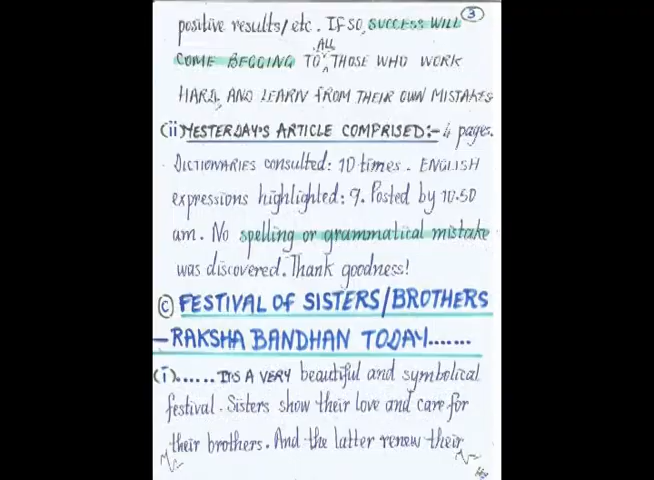 3
positive results/etc. If so, SUCCESS WILL
ALL
COME BEGGING TO THOSE WHO WORK
HARD, AND LEARN FROM THEIR OWN MISTAKES
(ii) YESTERDAY'S ARTICLE COMPRISED:- 4 pages.
DICTIONARIES consulted: 10 times. ENGLISH
expressions highlighted: 9. Posted by 10.50
am. No spelling or grammatical mistake
was discovered. Thank goodness!
© FESTIVAL OF SISTERS/BROTHERS
-RAKSHA BANDHAN TODAY.......
(i)...... IT'S A VERY beautiful and symbolical
festival. Sisters show their love and care for
their brothers. And the latter renew their